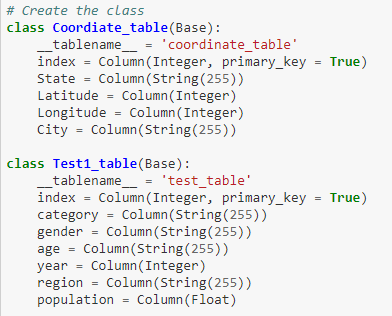 # Create the class
class Coordiate_table(Base):
    __tablename__ = 'coordinate_table'
    index = Column(Integer, primary_key = True)
    State = Column(String(255))
    Latitude = Column(Integer)
    Longitude = Column(Integer)
    City = Column(String(255))

class Test1_table(Base):
    __tablename__ = 'test_table'
    index = Column(Integer, primary_key = True)
    category = Column(String(255))
    gender = Column(String(255))
    age = Column(String(255))
    year = Column(Integer)
    region = Column(String(255))
    population = Column(Float)